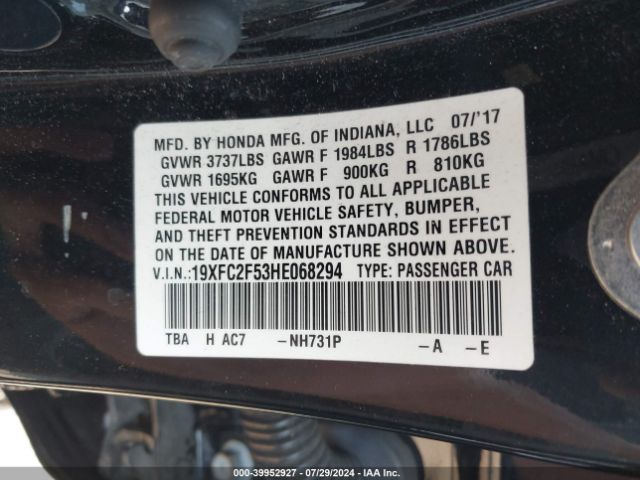 MFD. BY HONDA MFG. OF INDIANA, LLC 07/'17
GVWR 3737LBS GAWR F 1984LBS R 1786LBS
GVWR 1695KG GAWR F 900KG R 810KG
THIS VEHICLE CONFORMS TO ALL APPLICABLE
FEDERAL MOTOR VEHICLE SAFETY, BUMPER,
AND THEFT PREVENTION STANDARDS IN EFFECT
ON THE DATE OF MANUFACTURE SHOWN ABOVE.
V.I.N.:19XFC2F53HE068294 TYPE: PASSENGER CAR
TBA H AC7 -NH731P -A -E
000-39952927 - 07/29/2024 - IAA Inc.